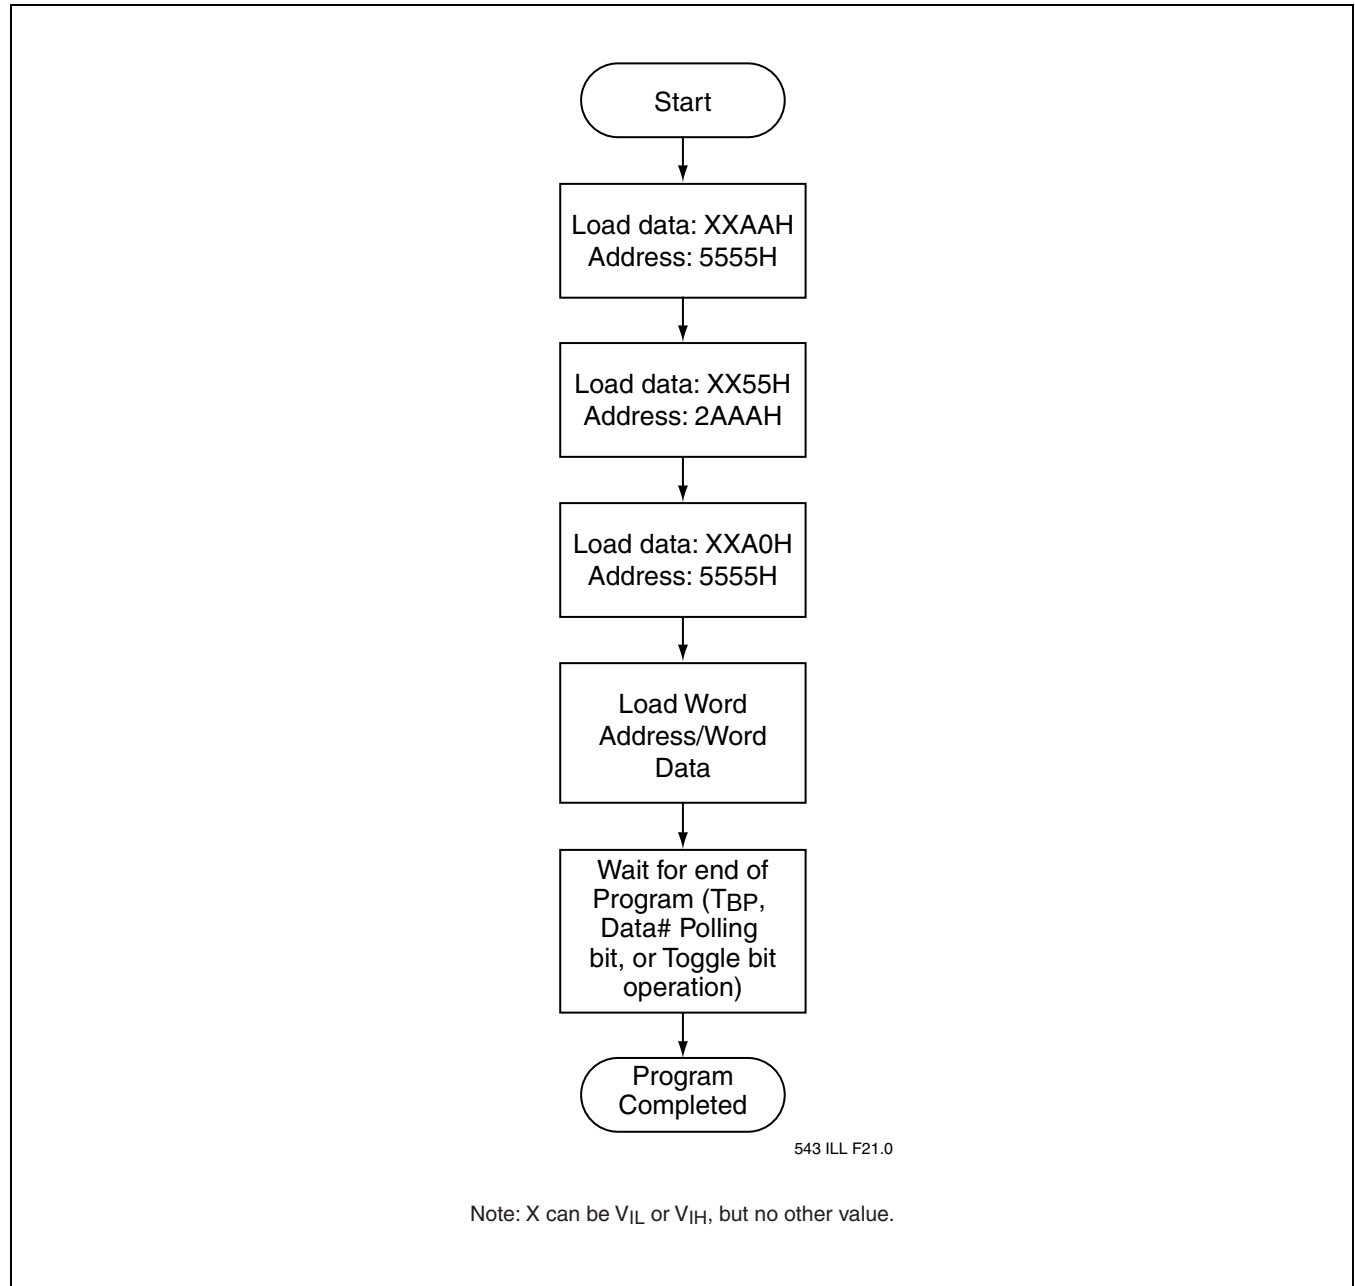 Start
Load data: XXAAH
Address: 5555H
Load data: XX55H
Address: 2AAAH
Load data: XXA0H
Address: 5555H
Load Word
Address/Word
Data
Wait for end of
Program (TBP,
Data# Polling
bit, or Toggle bit
operation)
Program
Completed
543 ILL F21.0
Note: X can be VIL or VIH, but no other value.